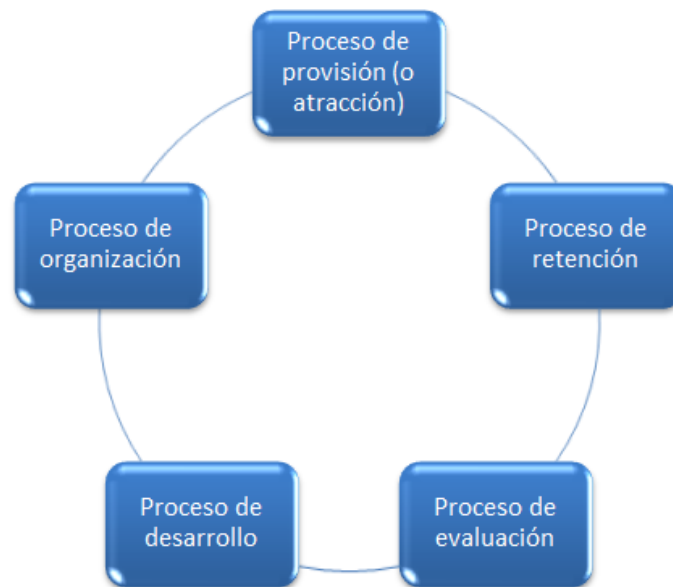 Proceso de
provisión (o
atracción)
Proceso de
retención
Proceso de
evaluación
Proceso de
desarrollo
Proceso de
organización